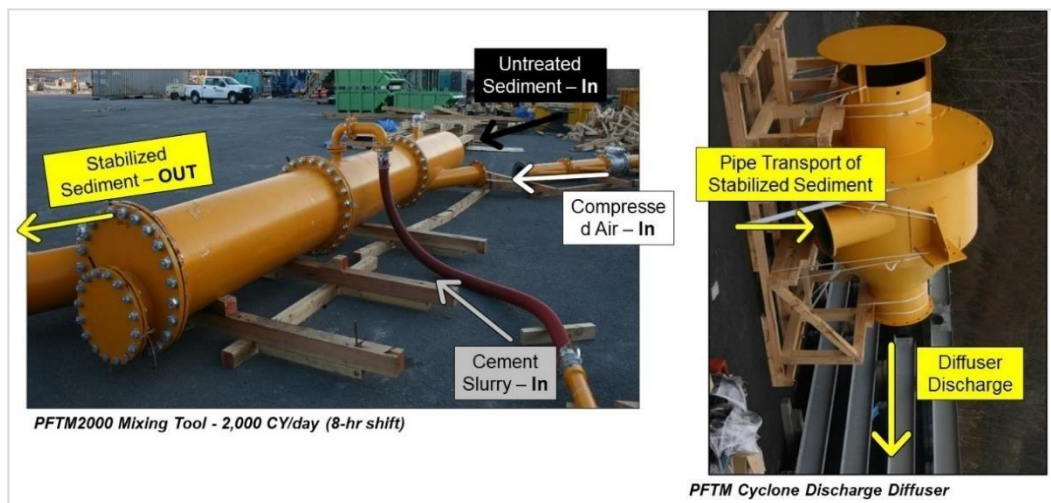 Untreated
Sediment – In
Stabilized
Sediment – OUT
Compresse
d Air – In
Cement
Slurry – In
PFTM2000 Mixing Tool - 2,000 CY/day (8-hr shift)
Pipe Transport of
Stabilized Sediment
Diffuser
Discharge
PFTM Cyclone Discharge Diffuser